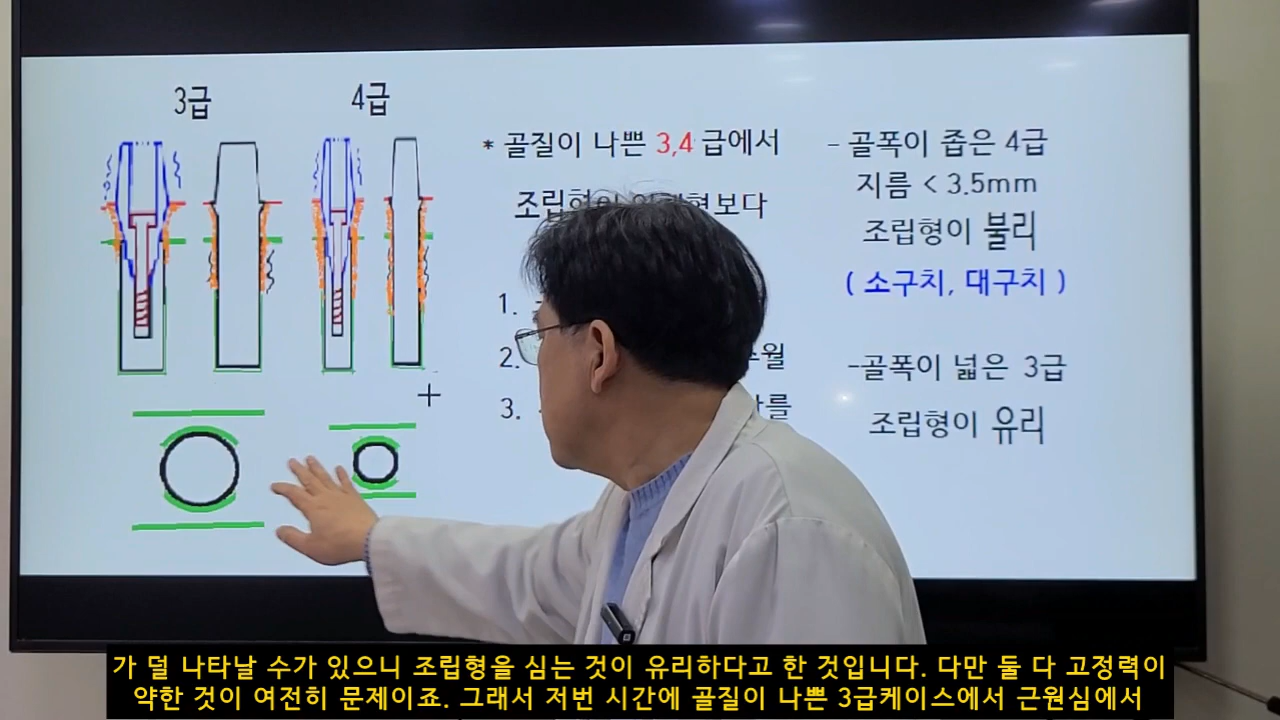 3급
4급
* 골질이 나쁜 3,4 급에서
보다
1.
2.
3.
- 골폭이 좁은 4급
지름 < 3.5mm
조립형이 불리
( 소구치, 대구치 )
-골폭이 넓은 3급
조립형이 유리
가 덜 나타날 수가 있으니 조립형을 심는 것이 유리하다고 한 것입니다. 다만 둘 다 고정력이
약한 것이 여전히 문제이죠. 그래서 저번 시간에 골질이 나쁜 3급케이스에서 근원심에서